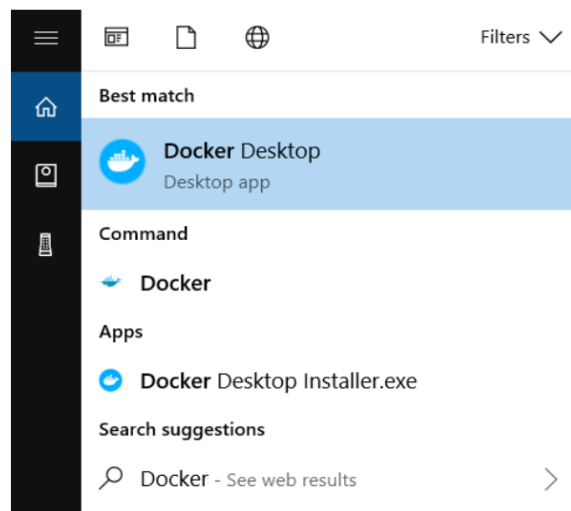 Filters
Best match
Docker Desktop
Desktop app
Command
Docker
Apps
Docker Desktop Installer.exe
Search suggestions
Docker - See web results